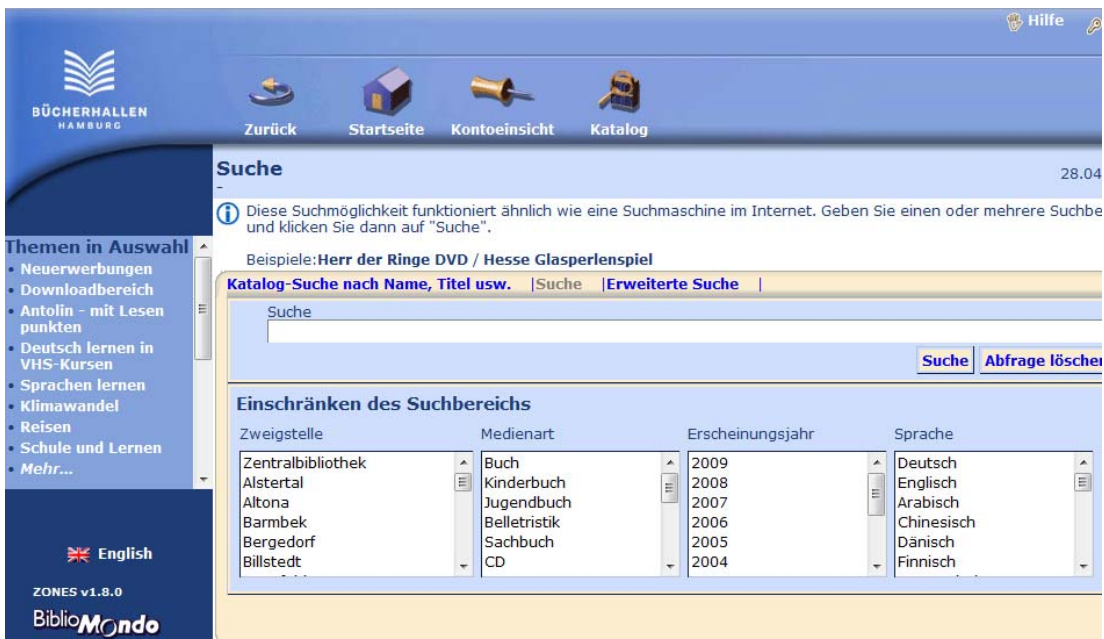 Hilfe
BÜCHERHALLEN
HAMBURG
Zurück Startseite Kontoeinsicht Katalog
Suche
28.04
-
Diese Suchmöglichkeit funktioniert ähnlich wie eine Suchmaschine im Internet. Geben Sie einen oder mehrere Suchbe
und klicken Sie dann auf "Suche".
Beispiele:Herr der Ringe DVD / Hesse Glasperlenspiel
Themen in Auswahl
• Neuerwerbungen
• Downloadbereich
• Antolin - mit Lesen
punkten
• Deutsch lernen in
VHS-Kursen
• Sprachen lernen
• Klimawandel
• Reisen
• Schule und Lernen
• Mehr...
English
ZONES v1.8.0
BiblioMondo
Katalog-Suche nach Name, Titel usw. |Suche |Erweiterte Suche |
Suche
Suche Abfrage löschen
Einschränken des Suchbereichs
Zweigstelle
Zentralbibliothek
Alstertal
Altona
Barmbek
Bergedorf
Billstedt
Medienart
Buch
Kinderbuch
Jugendbuch
Belletristik
Sachbuch
CD
Erscheinungsjahr
2009
2008
2007
2006
2005
2004
Sprache
Deutsch
Englisch
Arabisch
Chinesisch
Dänisch
Finnisch